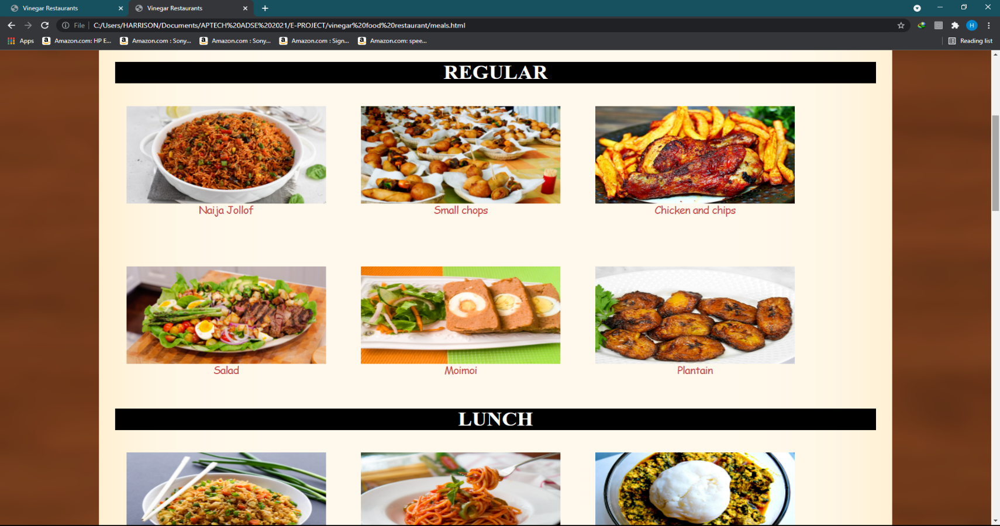 Vinegar Restaurants
Vinegar Restaurants
File
C:/Users/HARRISON/Documents/APTECH%20ADSE%202021/E-PROJECT/vinegar%20food%20restaurant/meals.html
H
Apps
Amazon.com: HP E...
Amazon.com : Sony...
Amazon.com : Sony...
Amazon.com : Sign...
Amazon.com: spee...
Reading list
REGULAR
Naija Jollof
Small chops
Chicken and chips
Salad
Moimoi
Plantain
LUNCH